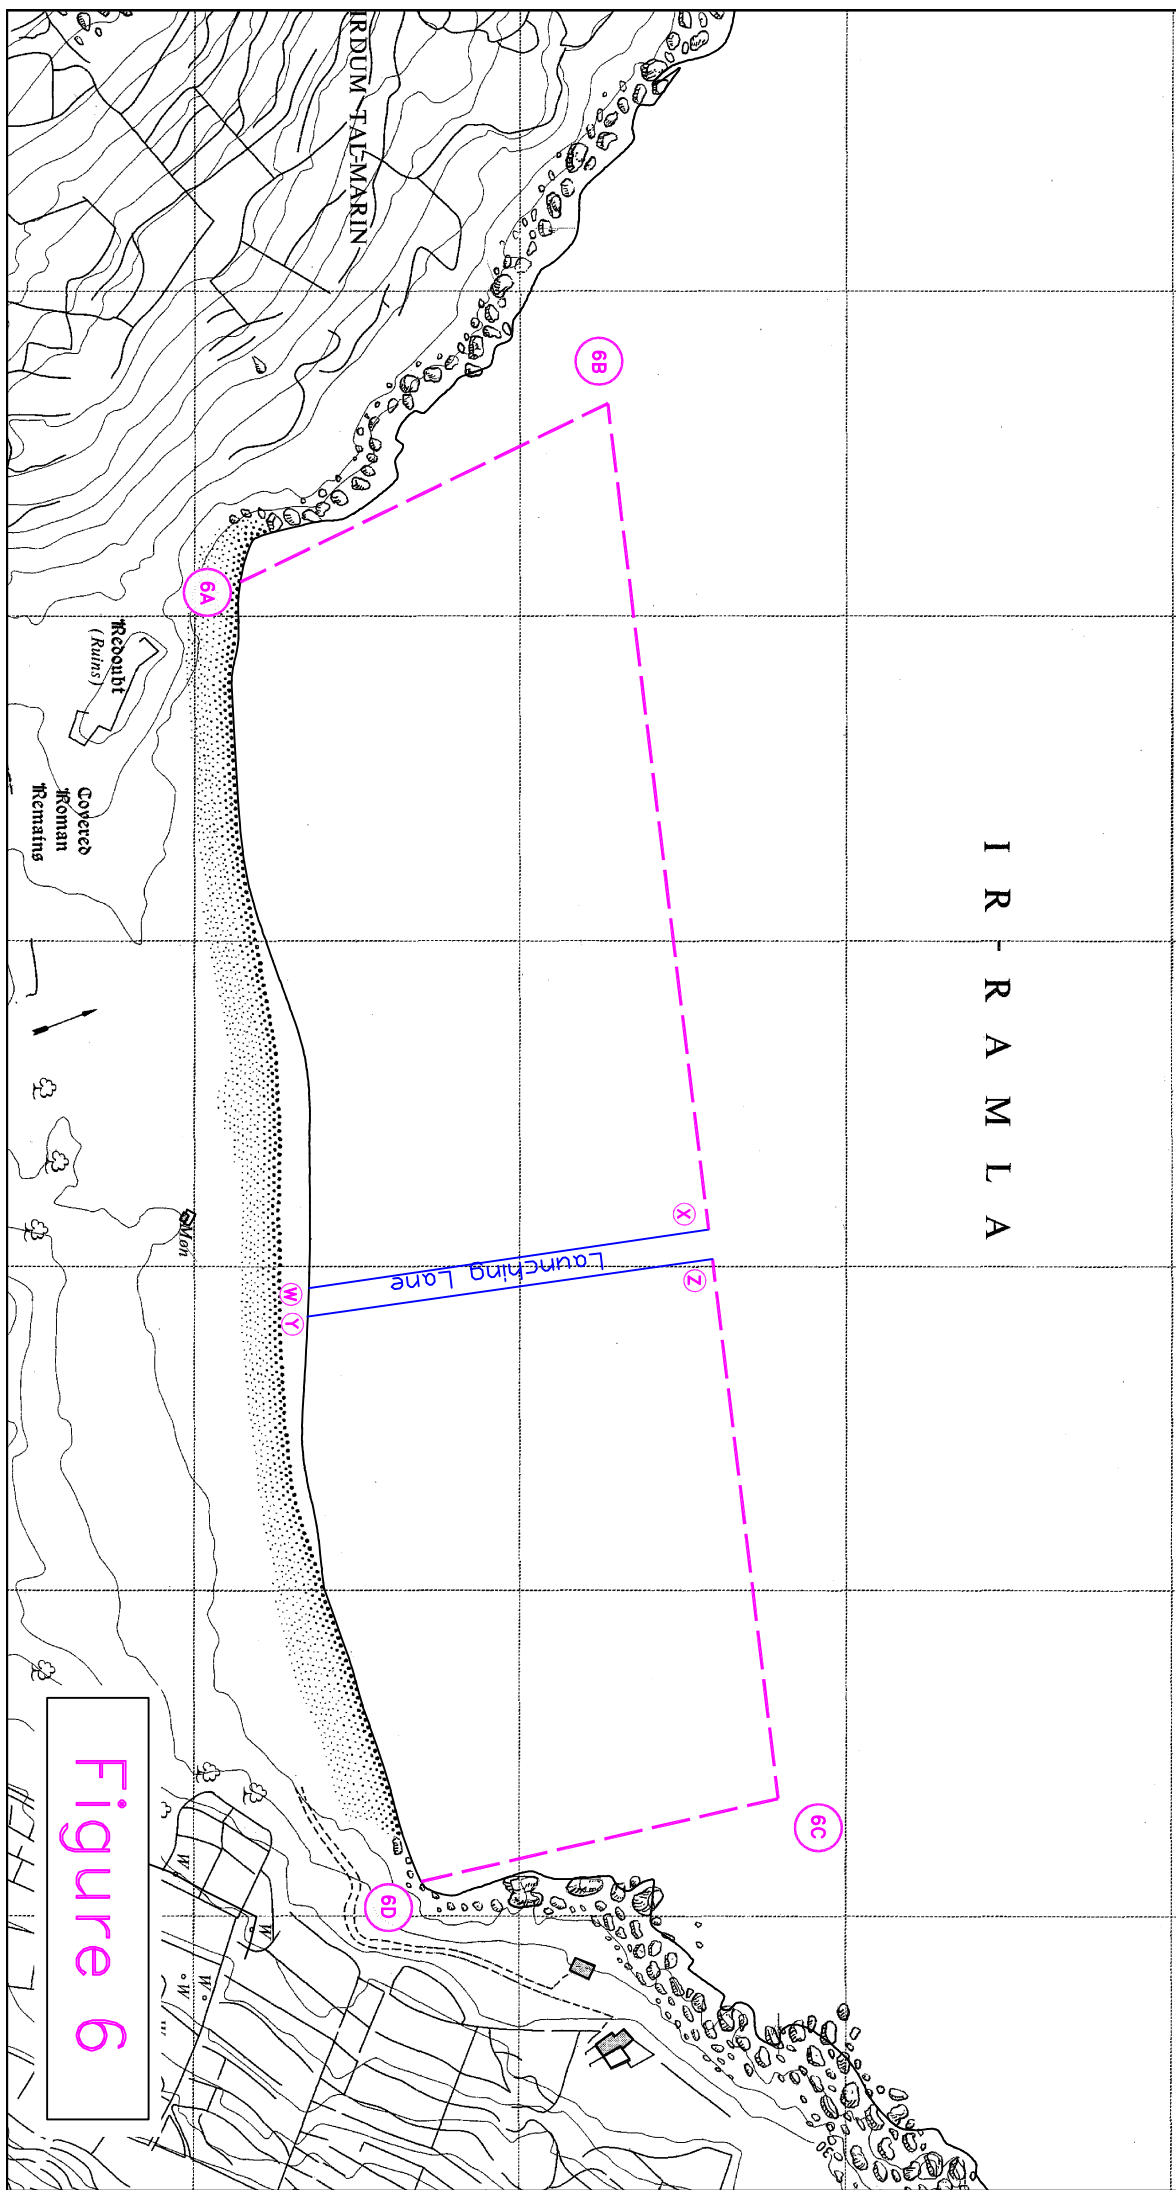 IRDUM TAL-MARIN
IR-RAMLA
6B
6A
Redoubt
(Ruins)
Covered
Roman
Remains
X
Z
Launching Lane
W
Y
Mon
6C
6D
W
W
W
W
Figure 6